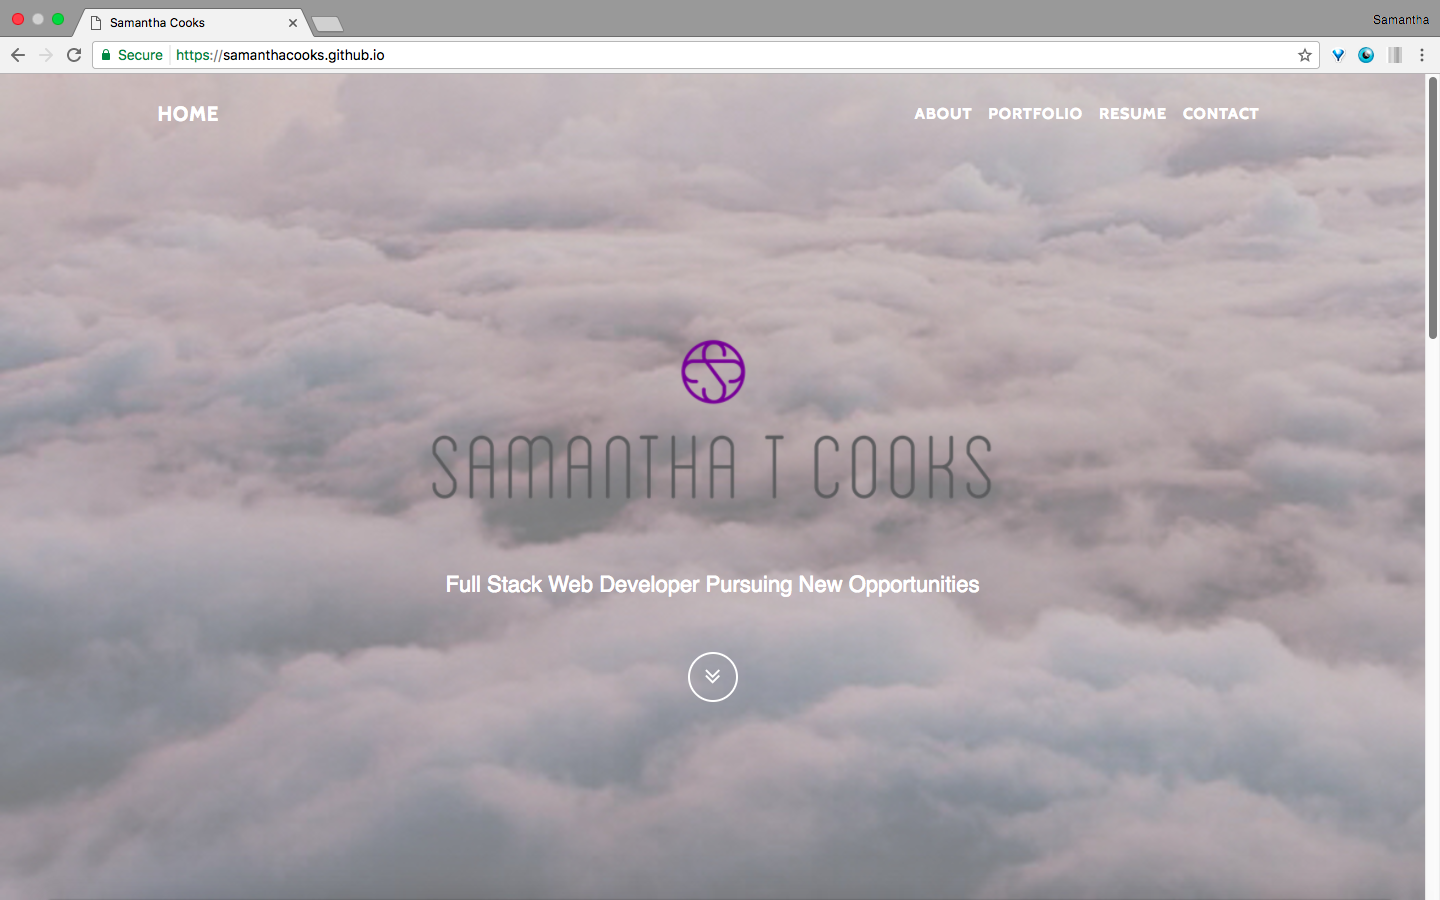 Samantha Cooks
Samantha
Secure https://samanthacooks.github.io
HOME ABOUT PORTFOLIO RESUME CONTACT
SAMANTHA T COOKS
Full Stack Web Developer Pursuing New Opportunities